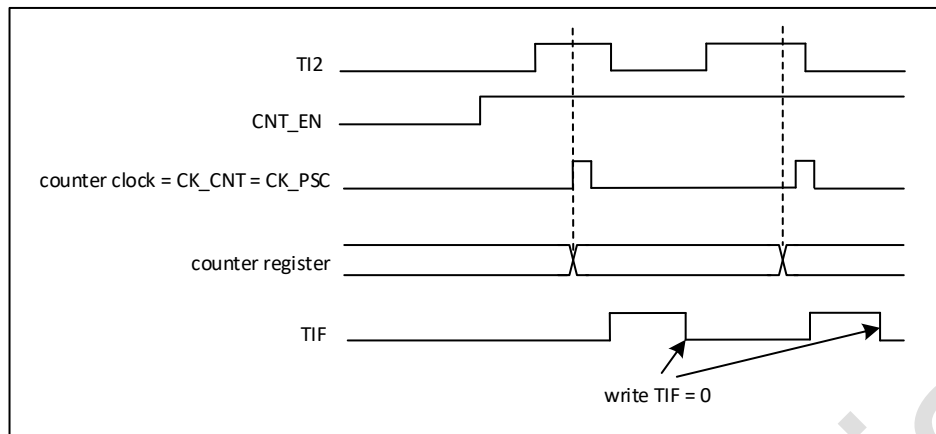 TI2
CNT_EN
counter clock = CK_CNT = CK_PSC
counter register
TIF
write TIF = 0